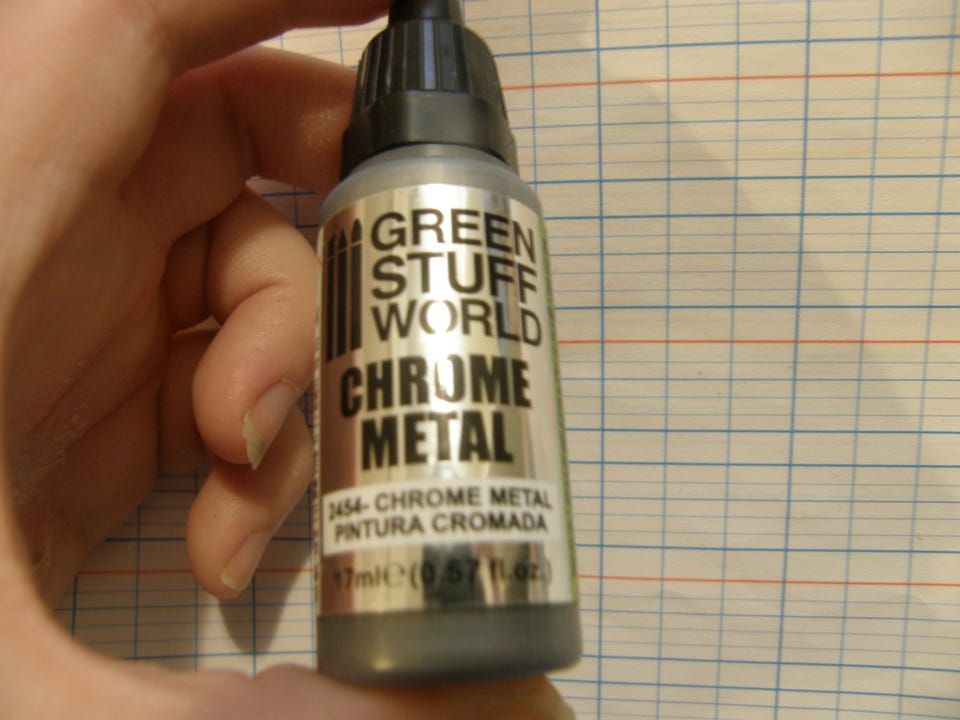 GREEN
STUFF
WORLD
CHROME
METAL
2454- CHROME METAL
PINTURA CROMADA
17ml℮(0.57 fl.oz.)